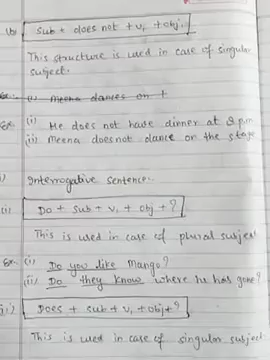 (b) Sub + does not + V₁ + obj.
This structure is used in case of singular
subject.
Ex:- (i) Meena dances on t
Ex (i) He does not have dinner at 8 p.m
(ii) Meena does not dance on the stage
Interrogative sentence:-
(i) Do + sub + V₁ + obj + ?
This is used in case of plural subject
Ex- (i) Do you like Mango?
(ii) Do they know where he has gone?
ii) Does + sub + V₁ + obj + ?
This is used in case of singular subject